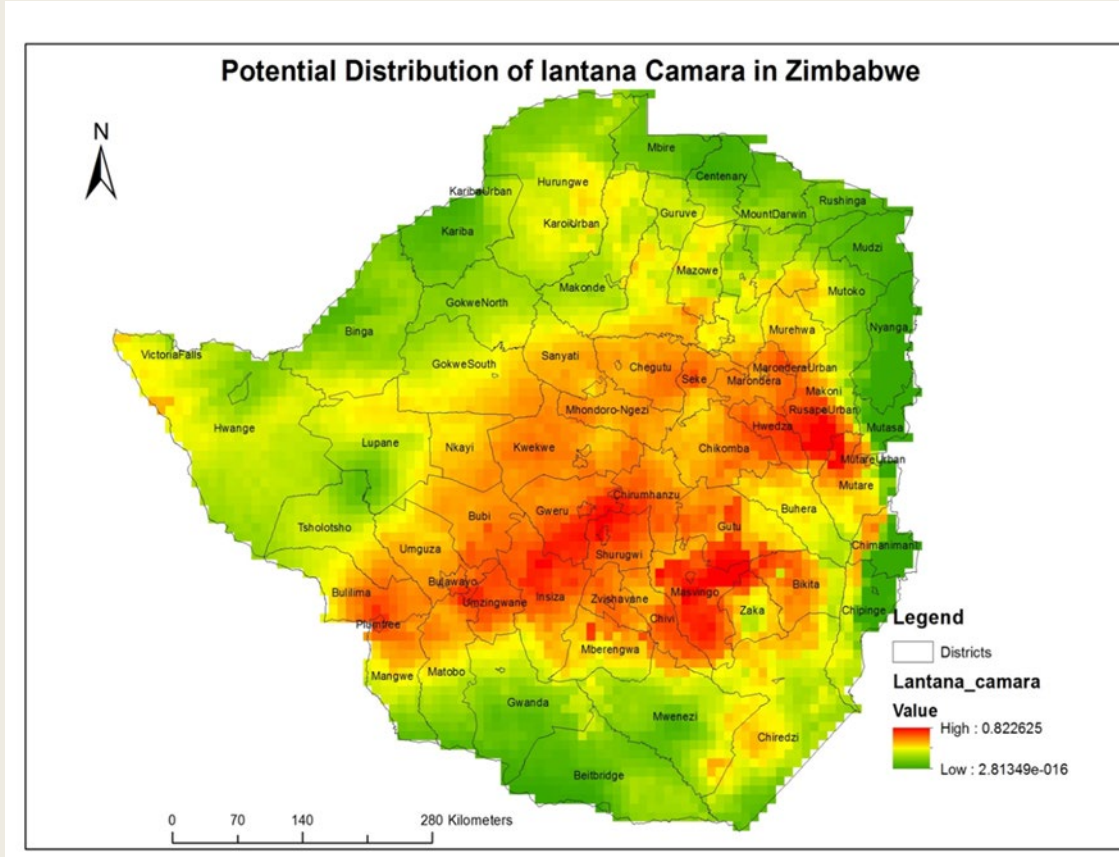 Potential Distribution of lantana Camara in Zimbabwe
N
Mbire
Centenary
Hurungwe
KaribaUrban
Rushinga
Guruve
MountDarwin
KaroiUrban
Kariba
Mudzi
Mazowe
Makonde
Mutoko
GokweNorth
Nyanga
Binga
Murehwa
VictoriaFalls
Sanyati
GokweSouth
Chegutu
MaronderaUrban
Seke
Marondera
Makoni
Mhondoro-Ngezi
RusapeUrban
Hwange
Hwedza
Mutasa
Lupane
Nkayi
Kwekwe
Chikomba
MutareUrban
Mutare
Chirumhanzu
Gweru
Bubi
Buhera
Tsholotsho
Gutu
Chimanimani
Umguza
Shurugwi
Bulawayo
Bikita
Bulilima
Masvingo
Insiza
Zvishavane
Umzingwane
Zaka
Chipinge
Plumtree
Chivi
Mberengwa
Matobo
Mangwe
Gwanda
Mwenezi
Chiredzi
Beitbridge
Legend
Districts
Lantana_camara
Value
High : 0.822625
Low : 2.81349e-016
0 70 140 280 Kilometers